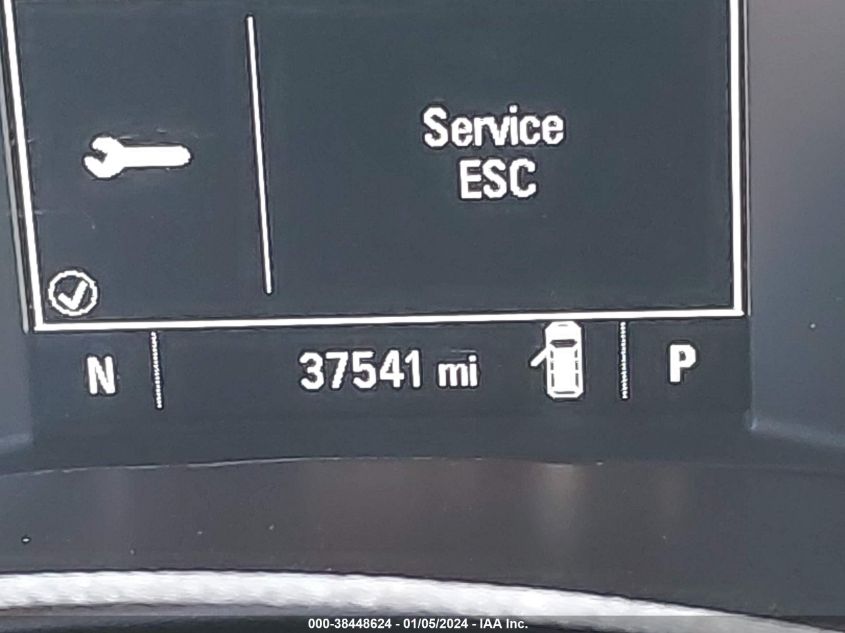 Service
ESC
N 37541 mi P
000-38448624 - 01/05/2024 - IAA Inc.